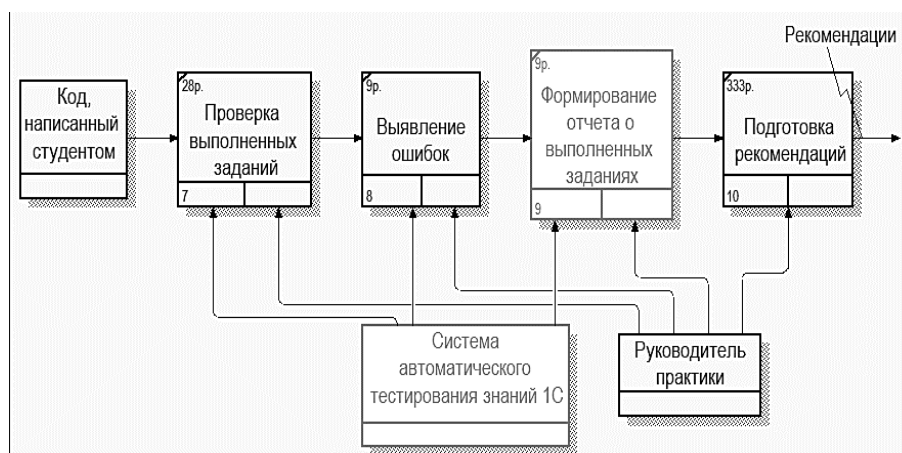 Рекомендации
Код,
написанный
студентом
28р.
Проверка
выполненных
заданий
7
9р.
Выявление
ошибок
8
9р.
Формирование
отчета о
выполненных
заданиях
9
333р.
Подготовка
рекомендаций
10
Система
автоматического
тестирования знаний 1С
Руководитель
практики